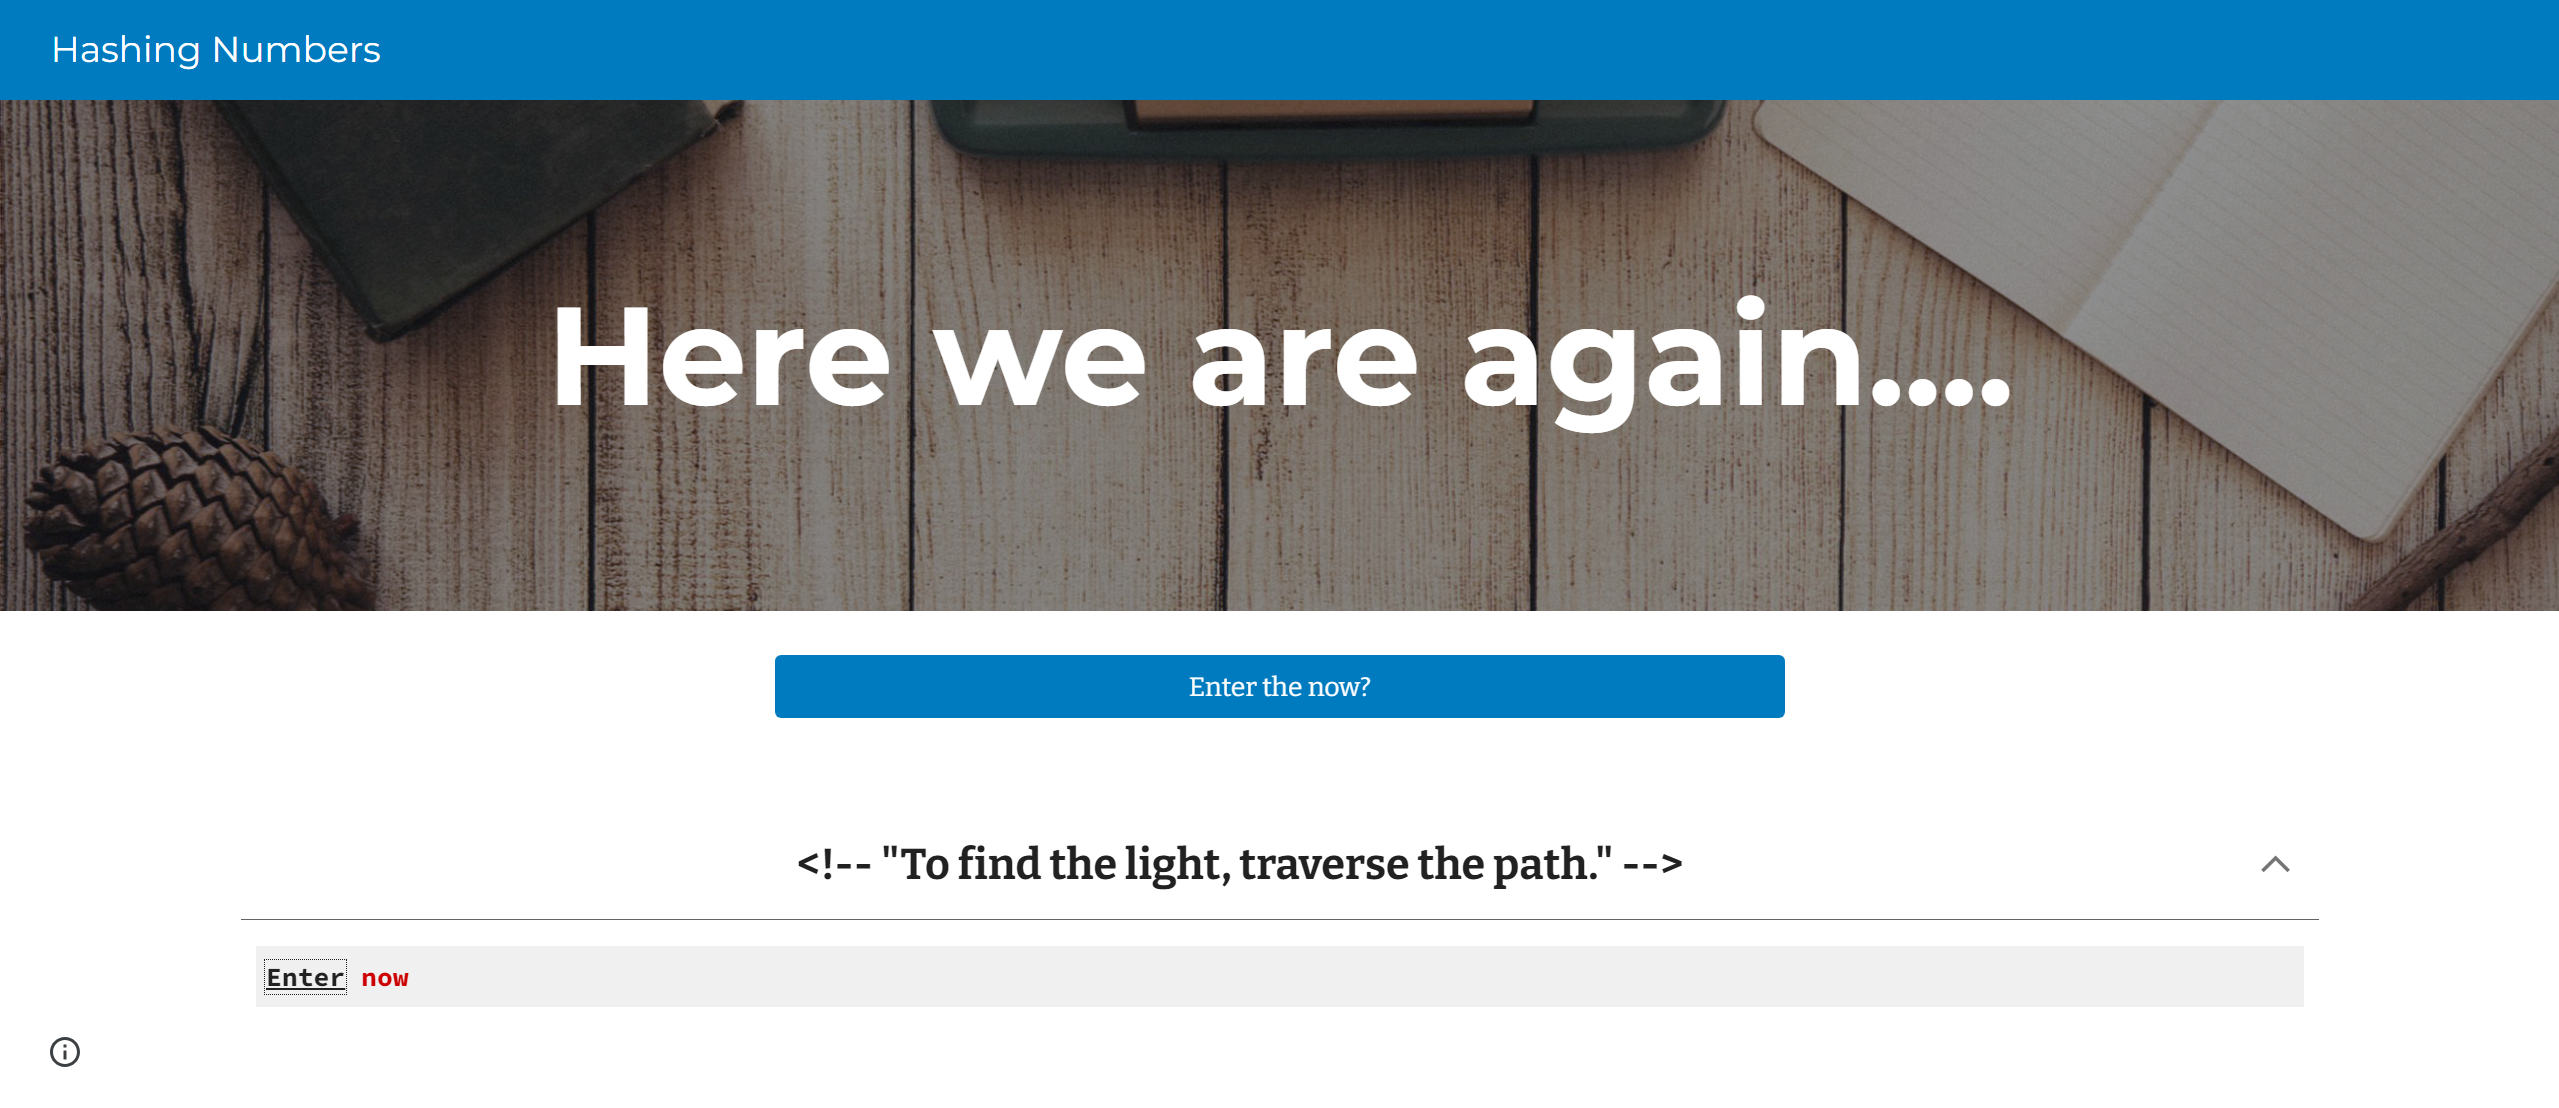 Hashing Numbers
Here we are again....
Enter the now?
<!-- "To find the light, traverse the path." -->
Enter now